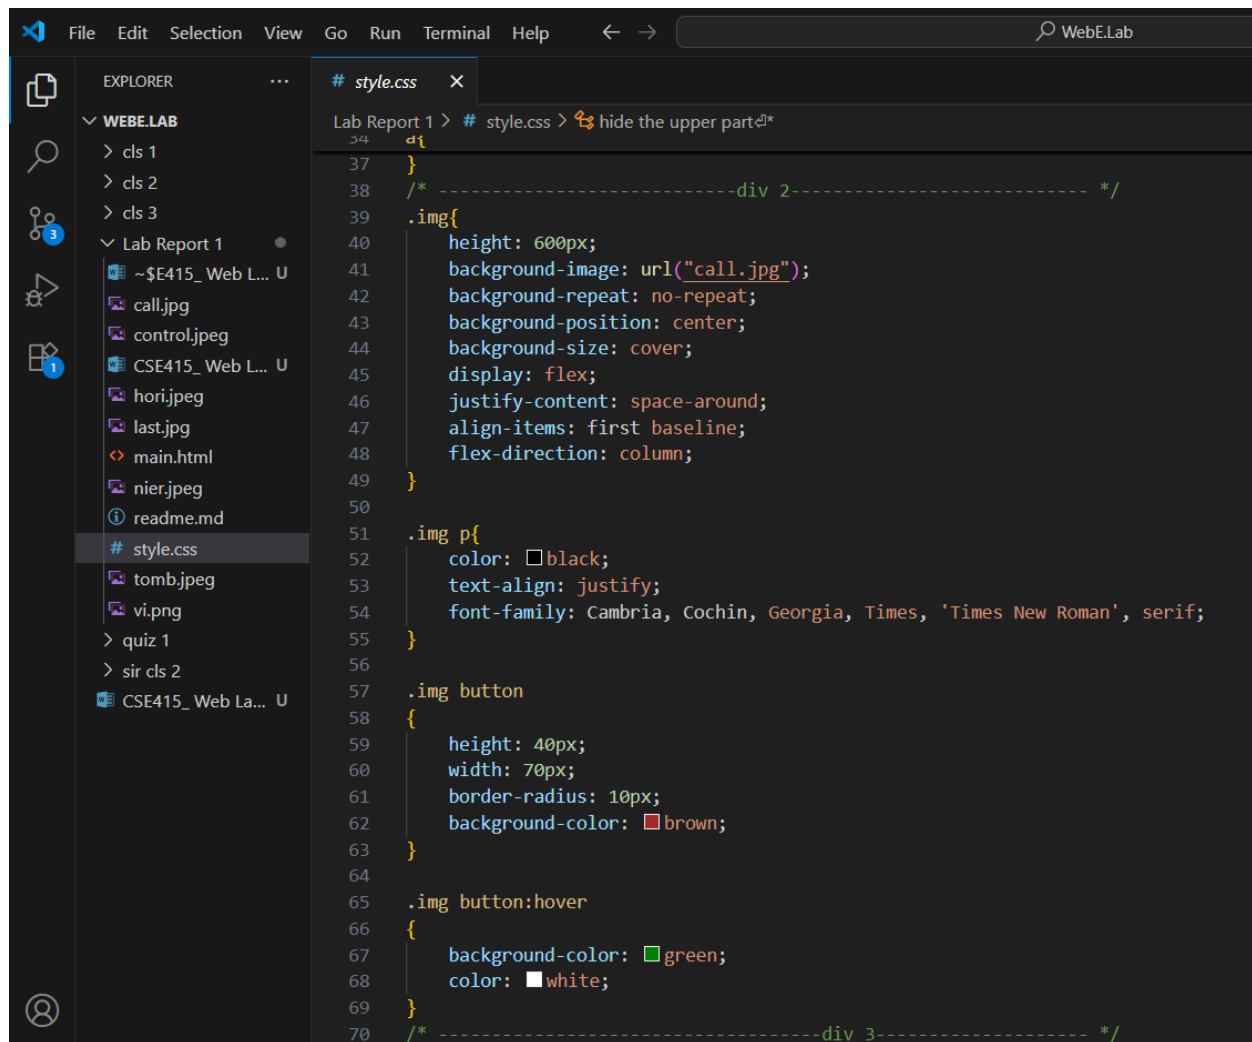 File Edit Selection View Go Run Terminal Help ← → WebE.Lab
EXPLORER ···
WEBE.LAB
cls 1
cls 2
cls 3
Lab Report 1
~$E415_ Web L... U
call.jpg
control.jpeg
CSE415_ Web L... U
hori.jpeg
last.jpg
main.html
nier.jpeg
readme.md
# style.css
tomb.jpeg
vi.png
quiz 1
sir cls 2
CSE415_ Web La... U
3
1
# style.css ×
Lab Report 1 > # style.css > hide the upper part⏎*
34 a{
37 }
38 /* ----------------------------div 2---------------------------- */
39 .img{
40 height: 600px;
41 background-image: url("call.jpg");
42 background-repeat: no-repeat;
43 background-position: center;
44 background-size: cover;
45 display: flex;
46 justify-content: space-around;
47 align-items: first baseline;
48 flex-direction: column;
49 }
50
51 .img p{
52 color: black;
53 text-align: justify;
54 font-family: Cambria, Cochin, Georgia, Times, 'Times New Roman', serif;
55 }
56
57 .img button
58 {
59 height: 40px;
60 width: 70px;
61 border-radius: 10px;
62 background-color: brown;
63 }
64
65 .img button:hover
66 {
67 background-color: green;
68 color: white;
69 }
70 /* ------------------------------------div 3-------------------- */